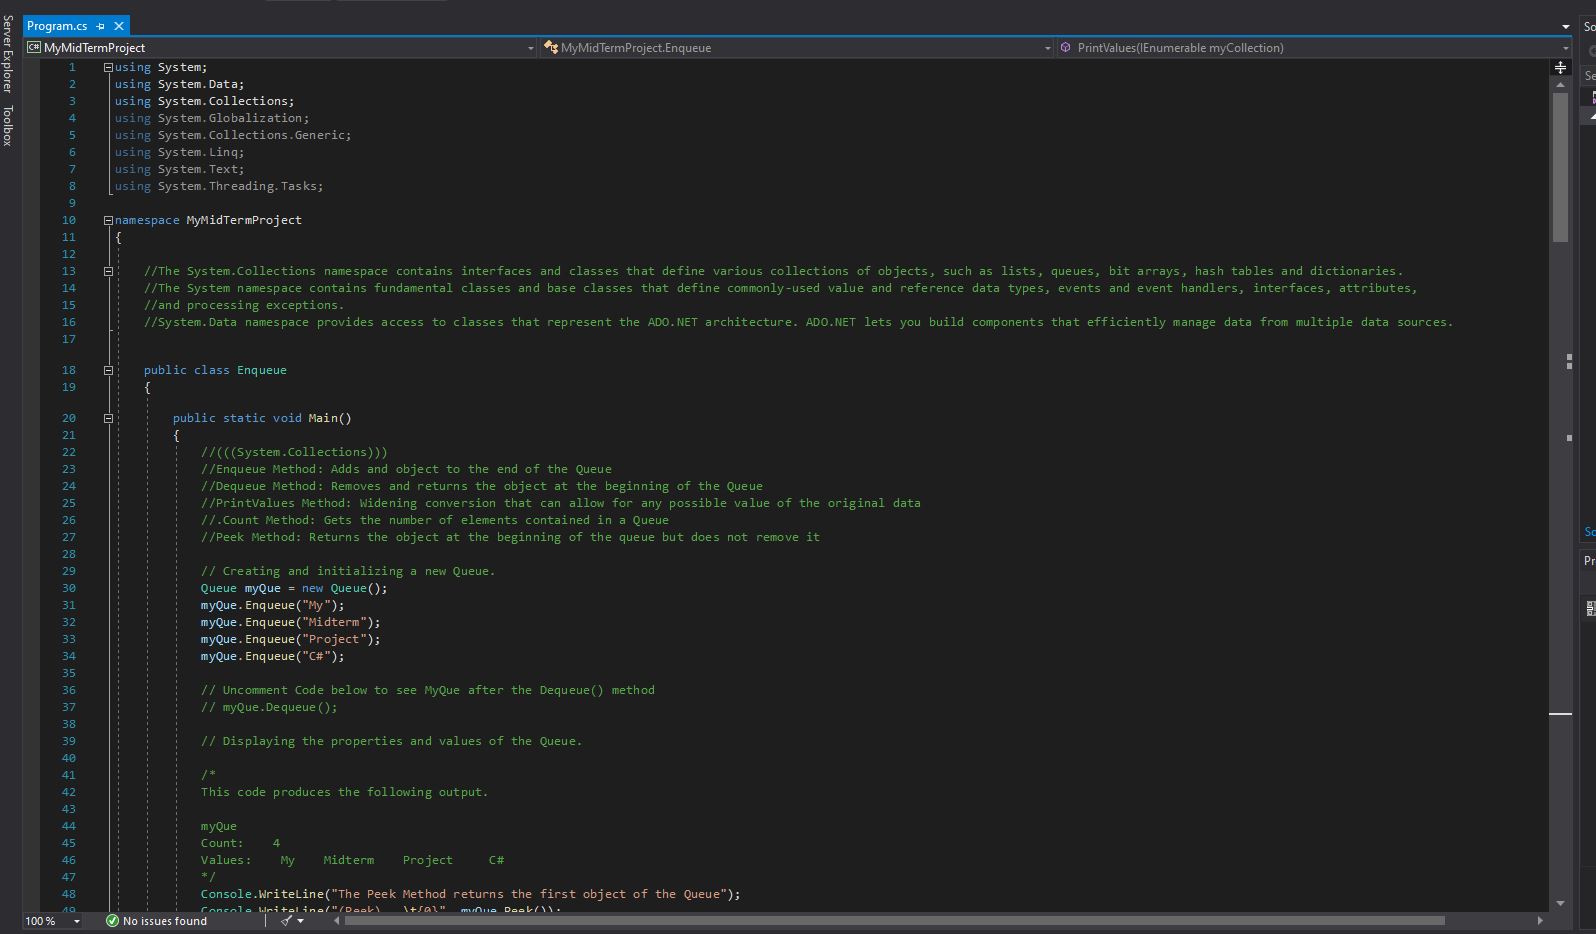 Server Explorer
Toolbox
Program.cs
C# MyMidTermProject
MyMidTermProject.Enqueue
PrintValues(IEnumerable myCollection)
1 using System;
2 using System.Data;
3 using System.Collections;
4 using System.Globalization;
5 using System.Collections.Generic;
6 using System.Linq;
7 using System.Text;
8 using System.Threading.Tasks;
9
10 namespace MyMidTermProject
11 {
12
13 //The System.Collections namespace contains interfaces and classes that define various collections of objects, such as lists, queues, bit arrays, hash tables and dictionaries.
14 //The System namespace contains fundamental classes and base classes that define commonly-used value and reference data types, events and event handlers, interfaces, attributes,
15 //and processing exceptions.
16 //System.Data namespace provides access to classes that represent the ADO.NET architecture. ADO.NET lets you build components that efficiently manage data from multiple data sources.
17
18 public class Enqueue
19 {
20 public static void Main()
21 {
22 //(((System.Collections)))
23 //Enqueue Method: Adds and object to the end of the Queue
24 //Dequeue Method: Removes and returns the object at the beginning of the Queue
25 //PrintValues Method: Widening conversion that can allow for any possible value of the original data
26 //.Count Method: Gets the number of elements contained in a Queue
27 //Peek Method: Returns the object at the beginning of the queue but does not remove it
28
29 // Creating and initializing a new Queue.
30 Queue myQue = new Queue();
31 myQue.Enqueue("My");
32 myQue.Enqueue("Midterm");
33 myQue.Enqueue("Project");
34 myQue.Enqueue("C#");
35
36 // Uncomment Code below to see MyQue after the Dequeue() method
37 // myQue.Dequeue();
38
39 // Displaying the properties and values of the Queue.
40
41 /*
42 This code produces the following output.
43
44 myQue
45 Count: 4
46 Values: My Midterm Project C#
47 */
48 Console.WriteLine("The Peek Method returns the first object of the Queue");
49 Console.WriteLine("(Peek) \t{0}", myQue.Peek());
100 %
No issues found
So
Se
So
Pr